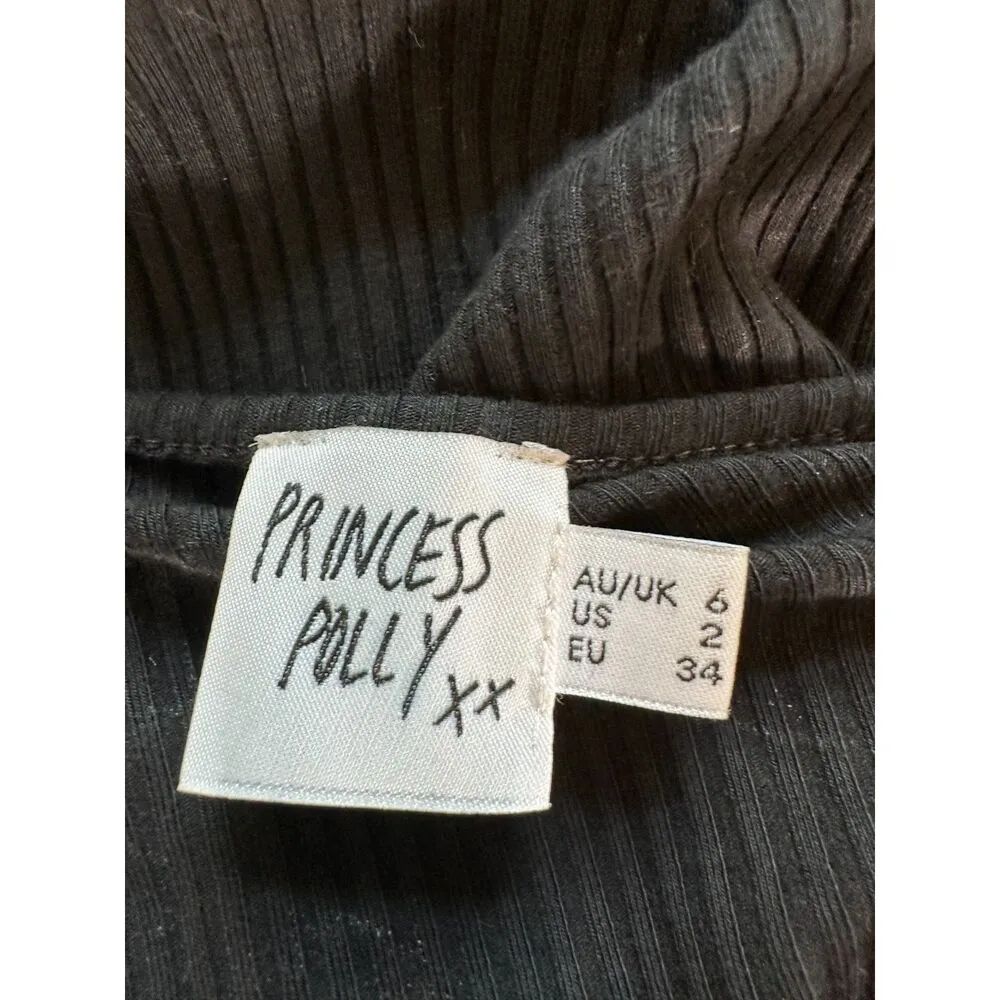 PRINCESS
POLLY
xx
AU/UK 6
US 2
EU 34